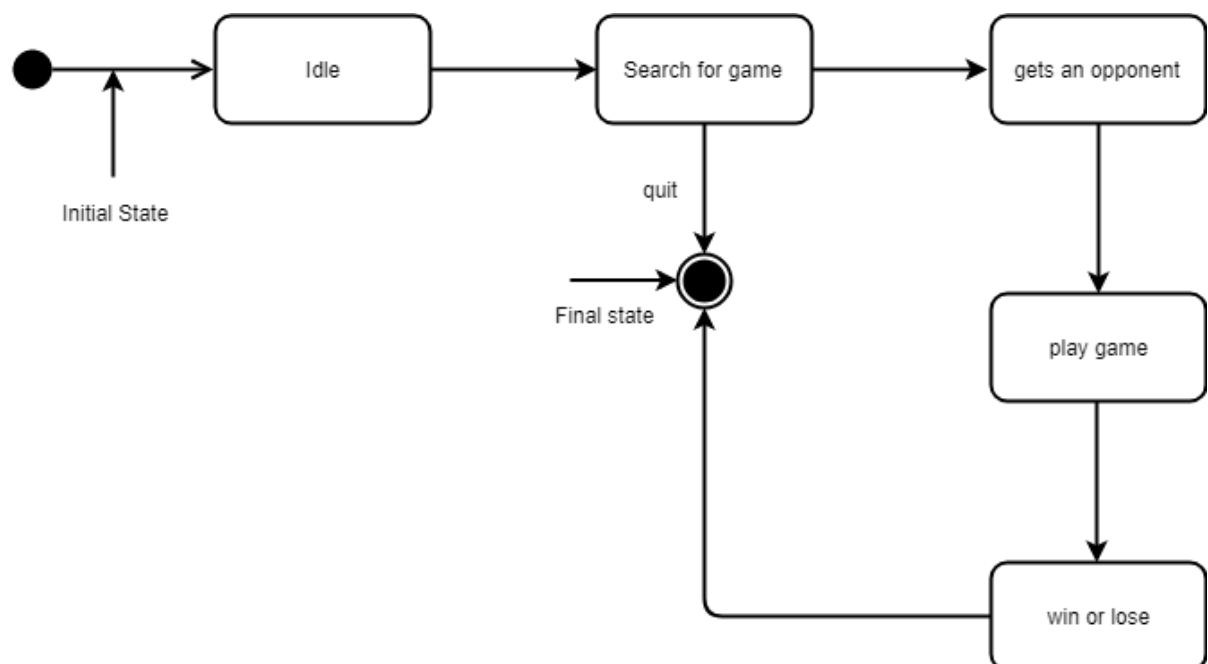 Idle
Search for game
gets an opponent
quit
Initial State
Final state
play game
win or lose